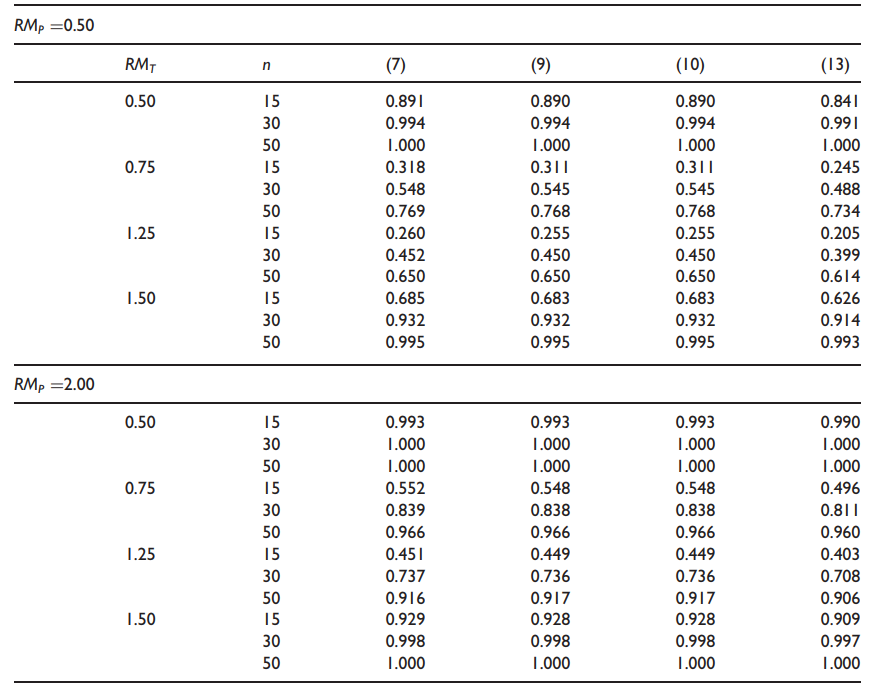 RMP =0.50
RMT n (7) (9) (10) (13)
0.50 15 0.891 0.890 0.890 0.841
30 0.994 0.994 0.994 0.991
50 1.000 1.000 1.000 1.000
0.75 15 0.318 0.311 0.311 0.245
30 0.548 0.545 0.545 0.488
50 0.769 0.768 0.768 0.734
1.25 15 0.260 0.255 0.255 0.205
30 0.452 0.450 0.450 0.399
50 0.650 0.650 0.650 0.614
1.50 15 0.685 0.683 0.683 0.626
30 0.932 0.932 0.932 0.914
50 0.995 0.995 0.995 0.993
RMP =2.00
0.50 15 0.993 0.993 0.993 0.990
30 1.000 1.000 1.000 1.000
50 1.000 1.000 1.000 1.000
0.75 15 0.552 0.548 0.548 0.496
30 0.839 0.838 0.838 0.811
50 0.966 0.966 0.966 0.960
1.25 15 0.451 0.449 0.449 0.403
30 0.737 0.736 0.736 0.708
50 0.916 0.917 0.917 0.906
1.50 15 0.929 0.928 0.928 0.909
30 0.998 0.998 0.998 0.997
50 1.000 1.000 1.000 1.000